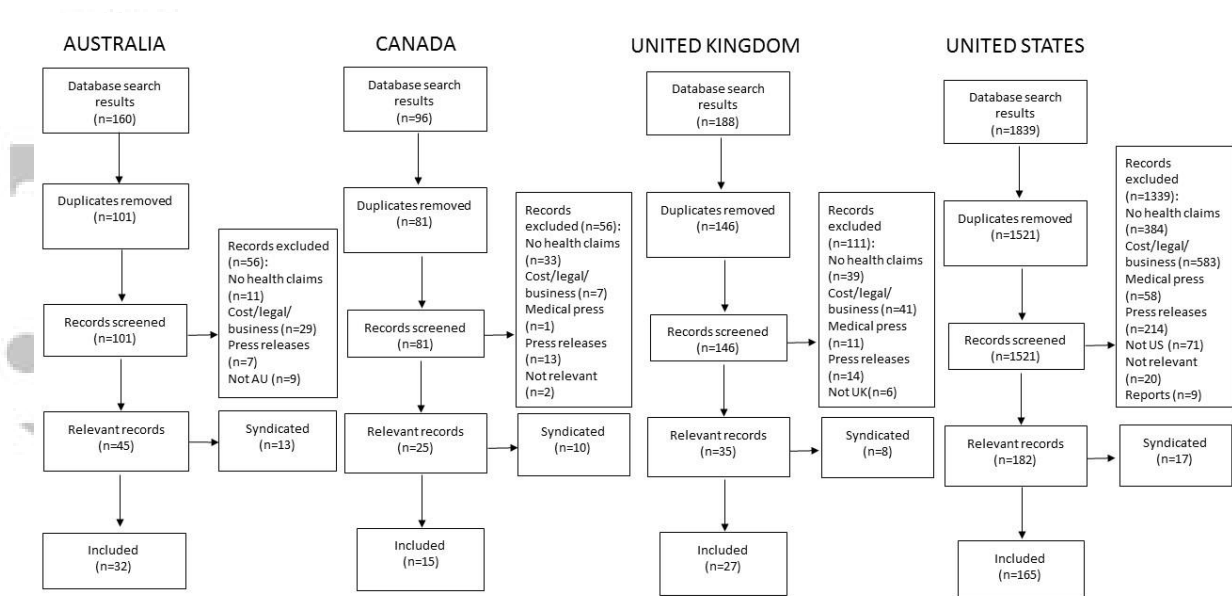 AUSTRALIA
Database search
results
(n=160)
Duplicates removed
(n=101)
Records excluded
(n=56):
No health claims
(n=11)
Cost/legal/
business (n=29)
Press releases
(n=7)
Not AU (n=9)
Records screened
(n=101)
Relevant records
(n=45)
Syndicated
(n=13)
Included
(n=32)
CANADA
Database search
results
(n=96)
Duplicates removed
(n=81)
Records
excluded (n=56):
No health claims
(n=33)
Cost/legal/
business (n=7)
Medical press
(n=1)
Press releases
(n=13)
Not relevant
(n=2)
Records screened
(n=81)
Relevant records
(n=25)
Syndicated
(n=10)
Included
(n=15)
UNITED KINGDOM
Database search
results
(n=188)
Duplicates removed
(n=146)
Records
excluded
(n=111):
No health claims
(n=39)
Cost/legal/
business (n=41)
Medical press
(n=11)
Press releases
(n=14)
Not UK(n=6)
Records screened
(n=146)
Relevant records
(n=35)
Syndicated
(n=8)
Included
(n=27)
UNITED STATES
Database search
results
(n=1839)
Duplicates removed
(n=1521)
Records
excluded
(n=1339):
No health claims
(n=384)
Cost/legal/
business (n=583)
Medical press
(n=58)
Press releases
(n=214)
Not US (n=71)
Not relevant
(n=20)
Reports (n=9)
Records screened
(n=1521)
Relevant records
(n=182)
Syndicated
(n=17)
Included
(n=165)